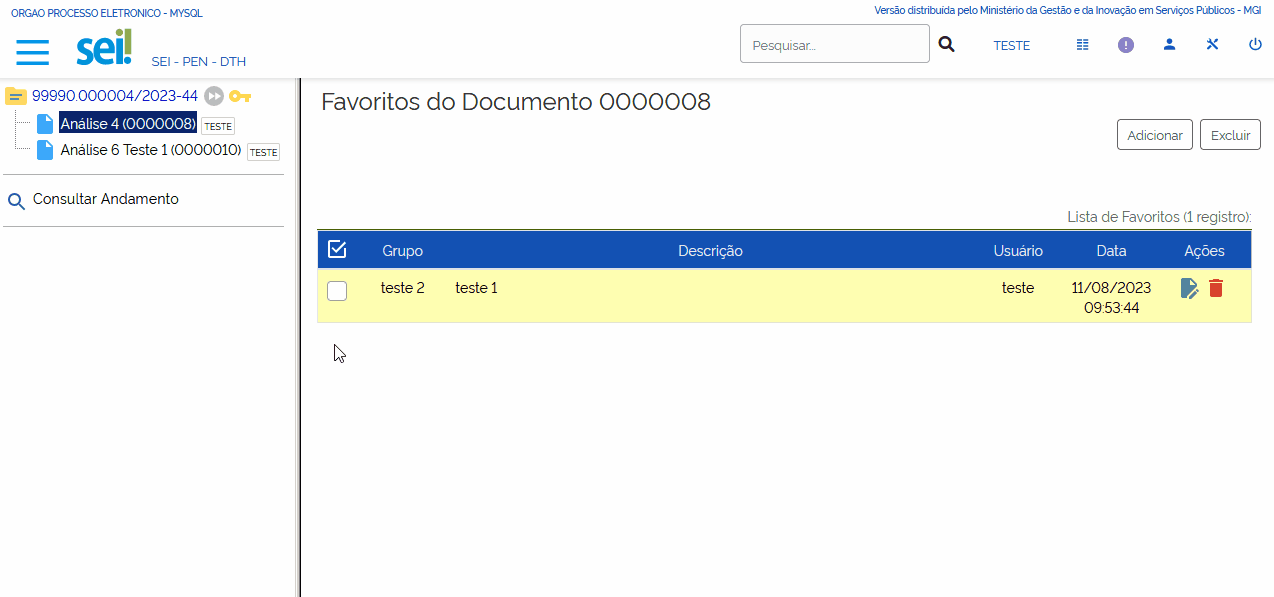 ORGAO PROCESSO ELETRONICO - MYSQL
Versão distribuída pelo Ministério da Gestão e da Inovação em Serviços Públicos - MGI
sei!
SEI - PEN - DTH
Pesquisar...
TESTE
99990.000004/2023-44
Análise 4 (0000008) TESTE
Análise 6 Teste 1 (0000010) TESTE
Consultar Andamento
Favoritos do Documento 0000008
Adicionar Excluir
Lista de Favoritos (1 registro):
Grupo Descrição Usuário Data Ações
teste 2 teste 1 teste 11/08/2023
09:53:44